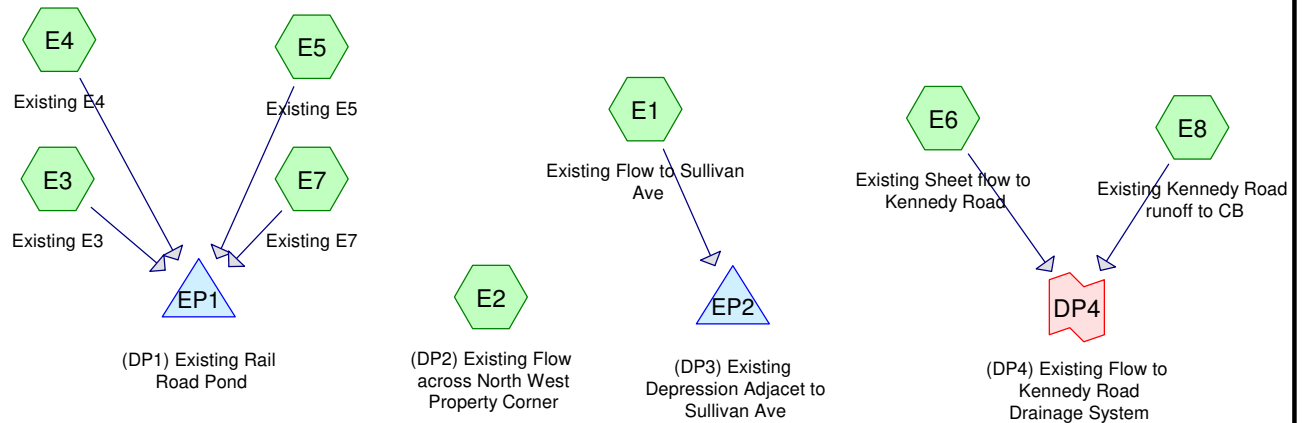 E4
Existing E4
E5
Existing E5
E3
Existing E3
E7
Existing E7
EP1
(DP1) Existing Rail
Road Pond
E2
(DP2) Existing Flow
across North West
Property Corner
E1
Existing Flow to Sullivan
Ave
EP2
(DP3) Existing
Depression Adjacet to
Sullivan Ave
E6
Existing Sheet flow to
Kennedy Road
E8
Existing Kennedy Road
runoff to CB
DP4
(DP4) Existing Flow to
Kennedy Road
Drainage System